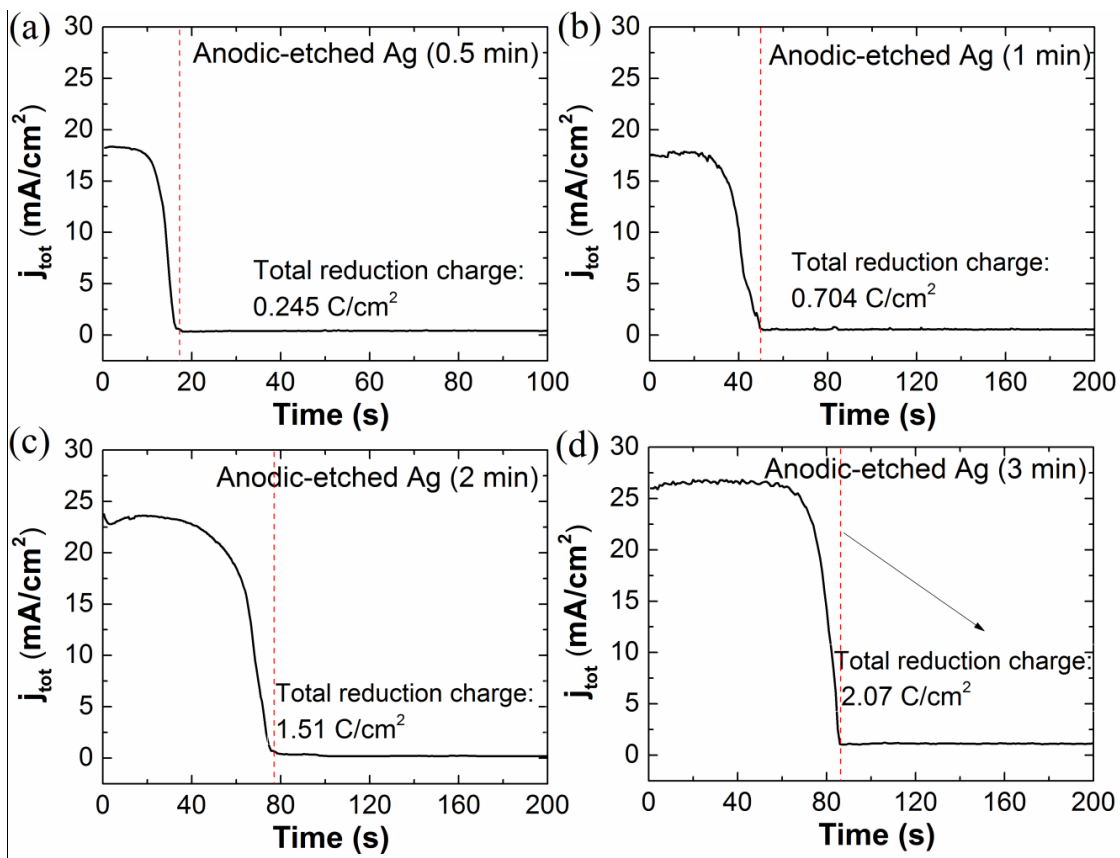 (a)
Anodic-etched Ag (0.5 min)
Total reduction charge:
0.245 C/cm²
30
25
20
15
10
5
0
j_tot (mA/cm²)
0 20 40 60 80 100
Time (s)
(b)
Anodic-etched Ag (1 min)
Total reduction charge:
0.704 C/cm²
30
25
20
15
10
5
0
j_tot (mA/cm²)
0 40 80 120 160 200
Time (s)
(c)
Anodic-etched Ag (2 min)
Total reduction charge:
1.51 C/cm²
30
25
20
15
10
5
0
j_tot (mA/cm²)
0 40 80 120 160 200
Time (s)
(d)
Anodic-etched Ag (3 min)
Total reduction charge:
2.07 C/cm²
30
25
20
15
10
5
0
j_tot (mA/cm²)
0 40 80 120 160 200
Time (s)